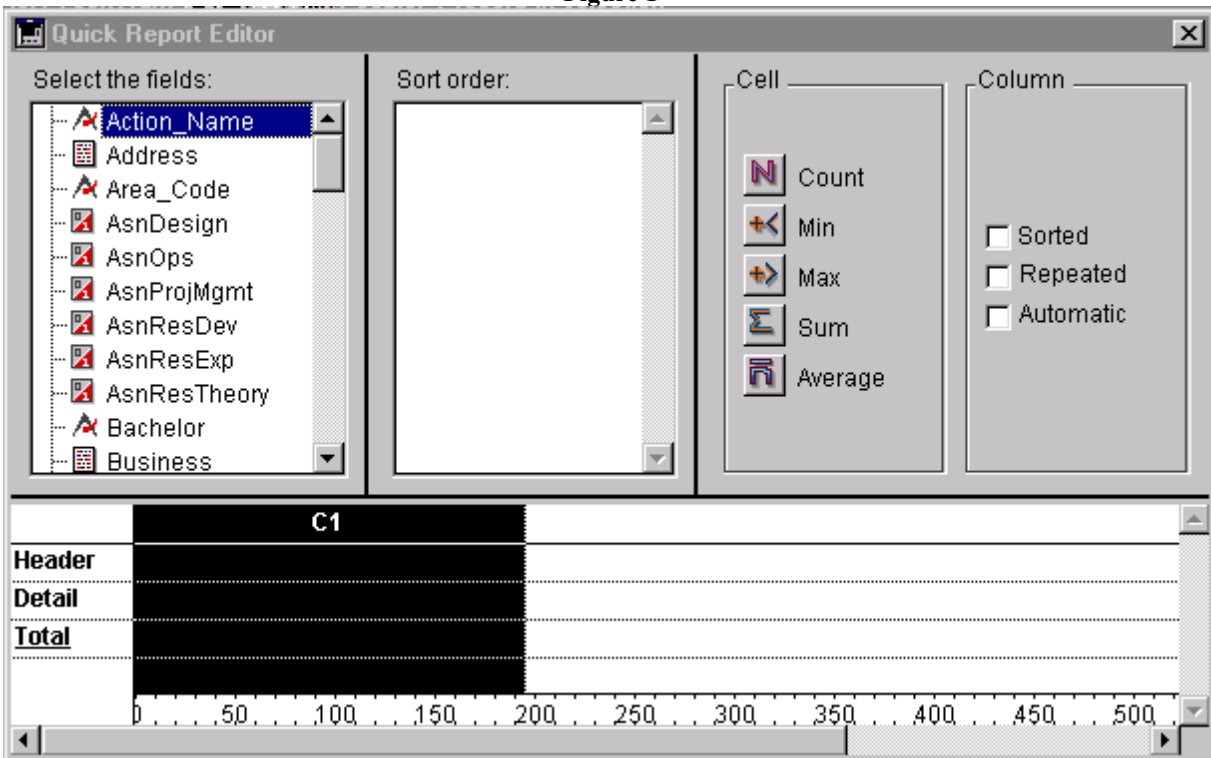 Quick Report Editor
Select the fields:
Action_Name
Address
Area_Code
AsnDesign
AsnOps
AsnProjMgmt
AsnResDev
AsnResExp
AsnResTheory
Bachelor
Business
Sort order:
Cell
Count
Min
Max
Sum
Average
Column
Sorted
Repeated
Automatic
C1
Header
Detail
Total
0 50 100 150 200 250 300 350 400 450 500